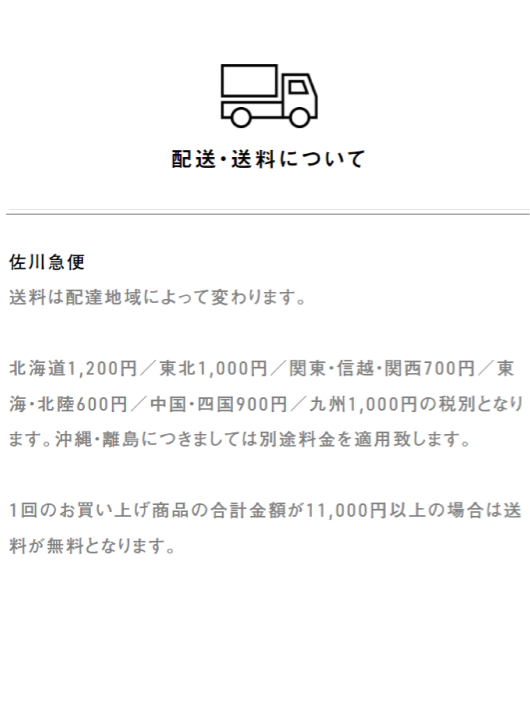 配送・送料について
佐川急便
送料は配達地域によって変わります。
北海道1,200円／東北1,000円／関東・信越・関西700円／東
海・北陸600円／中国・四国900円／九州1,000円の税別となり
ます。沖縄・離島につきましては別途料金を適用致します。
1回のお買い上げ商品の合計金額が11,000円以上の場合は送
料が無料となります。